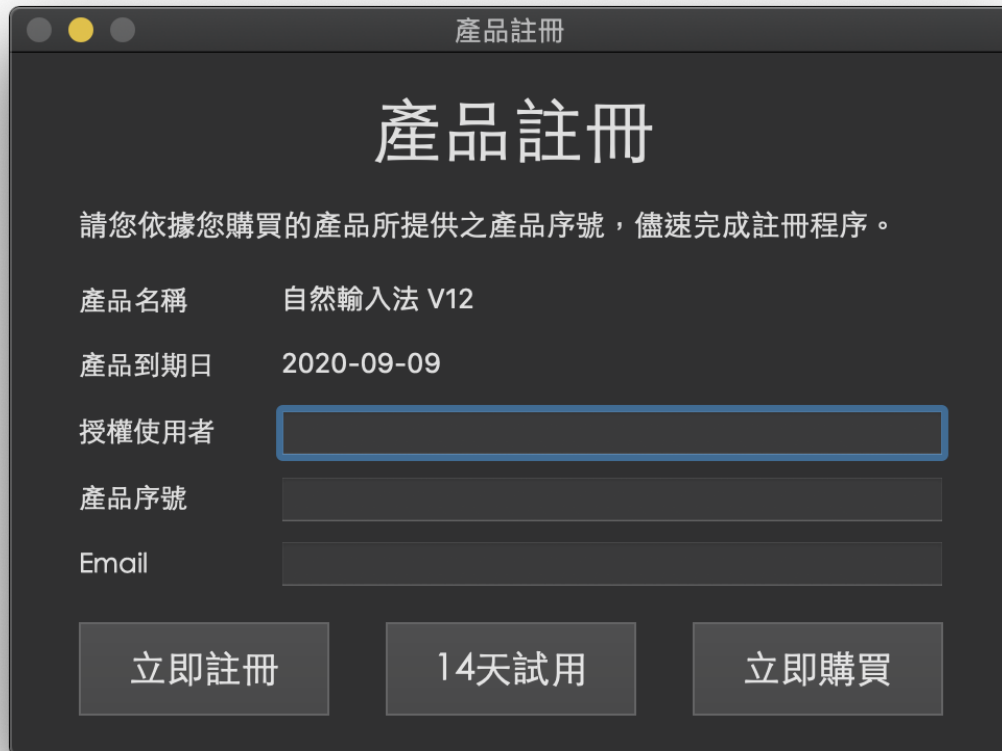 產品註冊
產品註冊
請您依據您購買的產品所提供之產品序號，儘速完成註冊程序。
產品名稱 自然輸入法 V12
產品到期日 2020-09-09
授權使用者
產品序號
Email
立即註冊 14天試用 立即購買